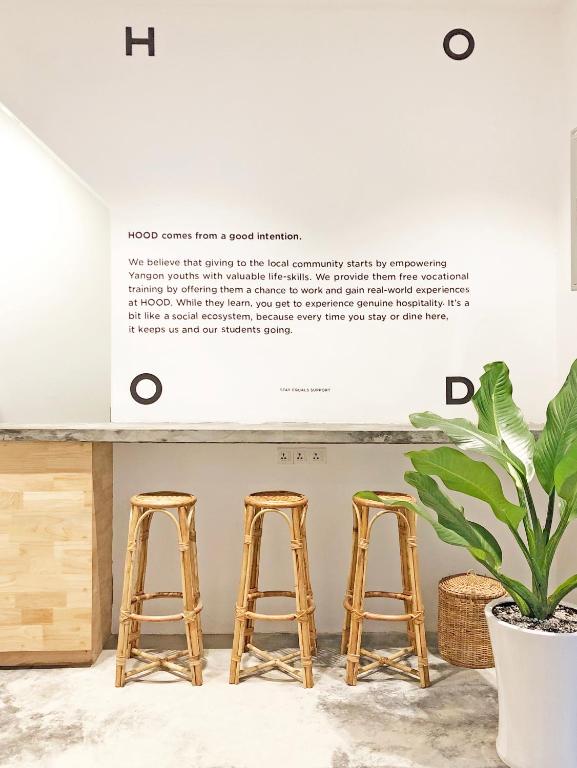 H O
HOOD comes from a good intention.
We believe that giving to the local community starts by empowering
Yangon youths with valuable life-skills. We provide them free vocational
training by offering them a chance to work and gain real-world experiences
at HOOD. While they learn, you get to experience genuine hospitality. It's a
bit like a social ecosystem, because every time you stay or dine here,
it keeps us and our students going.
O STAY EQUALS SUPPORT D